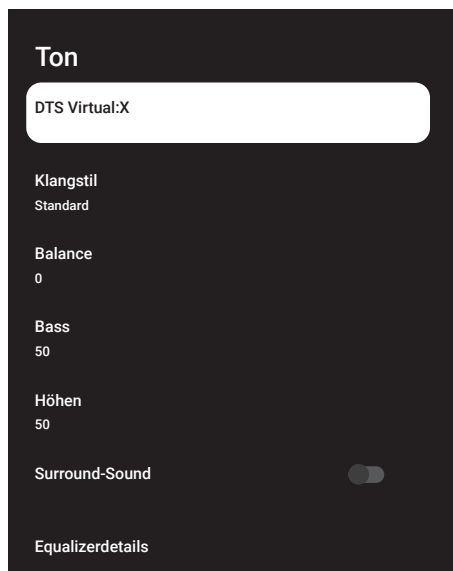 Ton
DTS Virtual:X
Klangstil
Standard
Balance
0
Bass
50
Höhen
50
Surround-Sound
Equalizerdetails